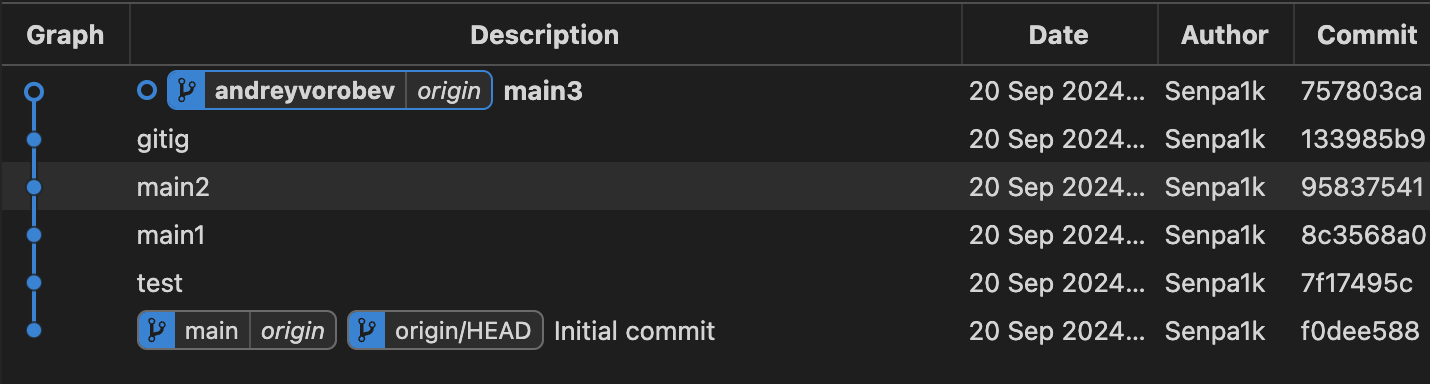 Graph Description Date Author Commit
andreyvorobev origin main3 20 Sep 2024... Senpa1k 757803ca
gitig 20 Sep 2024... Senpa1k 133985b9
main2 20 Sep 2024... Senpa1k 95837541
main1 20 Sep 2024... Senpa1k 8c3568a0
test 20 Sep 2024... Senpa1k 7f17495c
main origin origin/HEAD Initial commit 20 Sep 2024... Senpa1k f0dee588